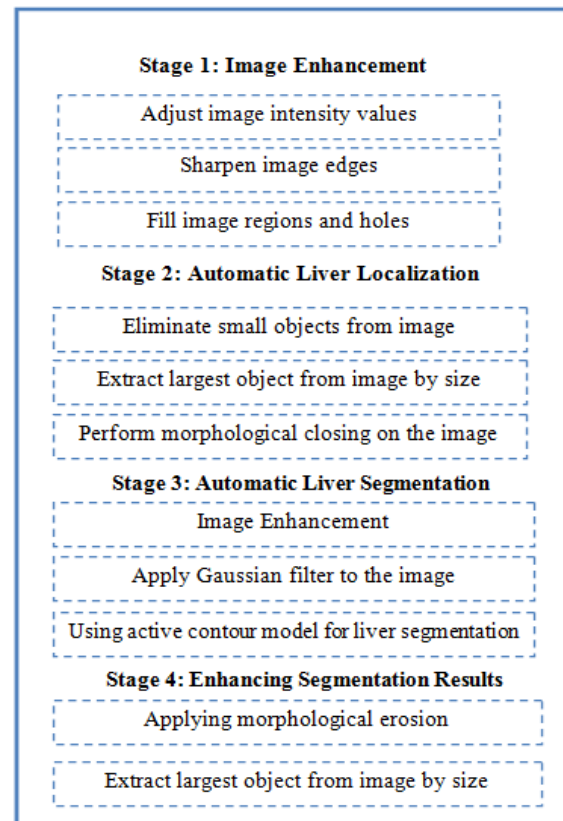 Stage 1: Image Enhancement
Adjust image intensity values
Sharpen image edges
Fill image regions and holes
Stage 2: Automatic Liver Localization
Eliminate small objects from image
Extract largest object from image by size
Perform morphological closing on the image
Stage 3: Automatic Liver Segmentation
Image Enhancement
Apply Gaussian filter to the image
Using active contour model for liver segmentation
Stage 4: Enhancing Segmentation Results
Applying morphological erosion
Extract largest object from image by size